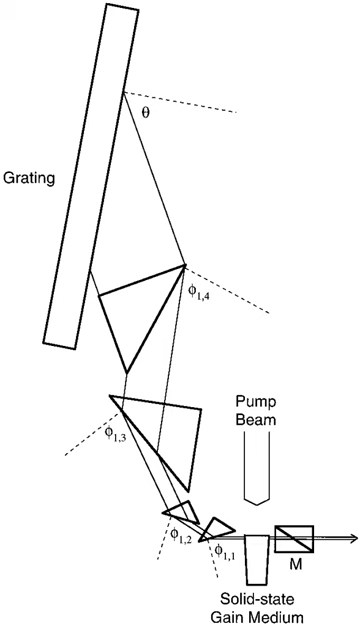 θ
Grating
ϕ1,4
Pump
Beam
ϕ1,3
ϕ1,2
ϕ1,1
M
Solid-state
Gain Medium